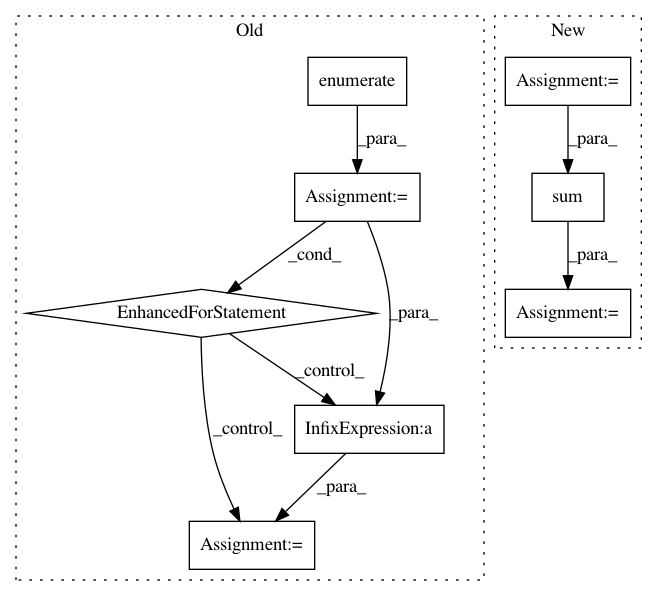 Old
New
enumerate
Assignment:=
_para_
_para_
Assignment:=
sum
_cond_
_para_
EnhancedForStatement
_para_
Assignment:=
_control_
_control_
InfixExpression:a
_para_
Assignment:=